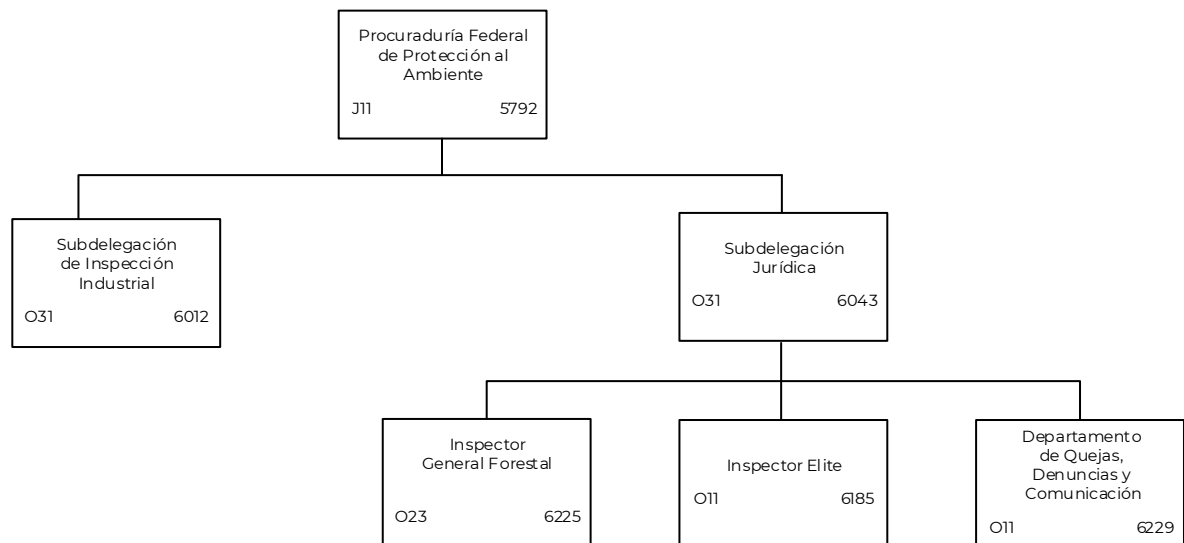 Procuraduría Federal
de Protección al
Ambiente
J11 5792
Subdelegación
de Inspección
Industrial
O31 6012
Subdelegación
Jurídica
O31 6043
Inspector
General Forestal
O23 6225
Inspector Elite
O11 6185
Departamento
de Quejas,
Denuncias y
Comunicación
O11 6229